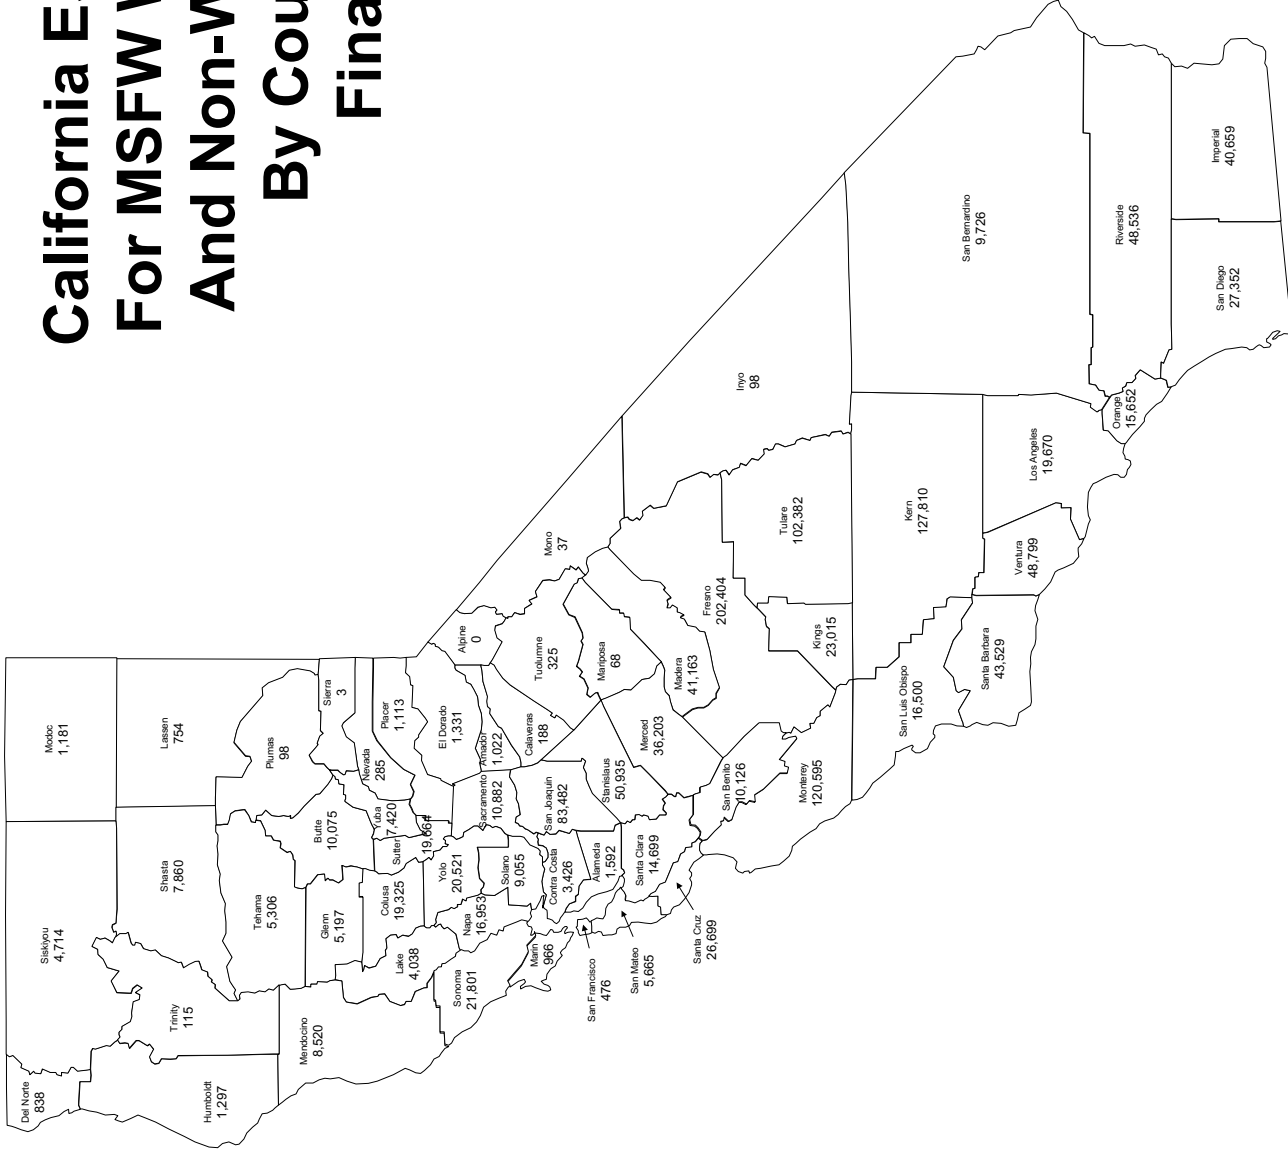 California Es
For MSFW
And Non-W
By Cou
Fina
Del Norte
838
Siskiyou
4,714
Modoc
1,181
Humboldt
1,297
Trinity
115
Shasta
7,860
Lassen
754
Tehama
5,306
Plumas
98
Mendocino
8,520
Glenn
5,197
Butte
10,075
Sierra
3
Lake
4,038
Colusa
19,325
Sutter
19,664
Yuba
7,420
Nevada
285
Placer
1,113
Sonoma
21,801
Napa
16,953
Yolo
20,521
El Dorado
1,331
Alpine
0
Sacramento
10,882
Amador
1,022
Solano
9,055
Marin
966
Contra Costa
3,426
San Joaquin
83,482
Calaveras
188
Tuolumne
325
Mono
37
San Francisco
476
Alameda
1,592
Stanislaus
50,935
Mariposa
68
San Mateo
5,665
Santa Clara
14,699
Merced
36,203
Madera
41,163
Santa Cruz
26,699
San Benito
10,126
Fresno
202,404
Inyo
98
Monterey
120,595
Kings
23,015
Tulare
102,382
San Luis Obispo
16,500
Kern
127,810
San Bernardino
9,726
Santa Barbara
43,529
Ventura
48,799
Los Angeles
19,670
Orange
15,652
Riverside
48,536
San Diego
27,352
Imperial
40,659